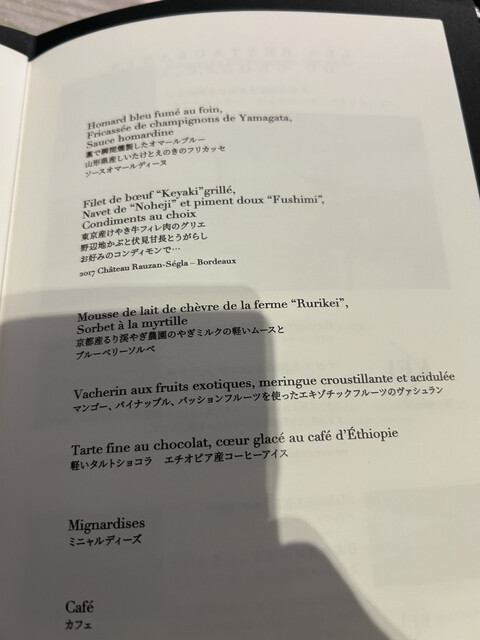 Homard bleu fumé au foin,
Fricassée de champignons de Yamagata,
Sauce homardine
藁で瞬間燻製したオマールブルー
山形県産しいたけとえのきのフリカッセ
ソースオマールディーヌ
Filet de bœuf “Keyaki”grillé,
Navet de “Noheji” et piment doux “Fushimi”,
Condiments au choix
東京産けやき牛フィレ肉のグリエ
野辺地かぶと伏見甘長とうがらし
お好みのコンディモンで…
2017 Château Rauzan-Ségla – Bordeaux
Mousse de lait de chèvre de la ferme “Rurikei”,
Sorbet à la myrtille
京都産るり渓やぎ農園のやぎミルクの軽いムースと
ブルーベリーソルベ
Vacherin aux fruits exotiques, meringue croustillante et acidulée
マンゴー、パイナップル、パッションフルーツを使ったエキゾチックフルーツのヴァシュラン
Tarte fine au chocolat, cœur glacé au café d’Éthiopie
軽いタルトショコラ　エチオピア産コーヒーアイス
Mignardises
ミニャルディーズ
Café
カフェ